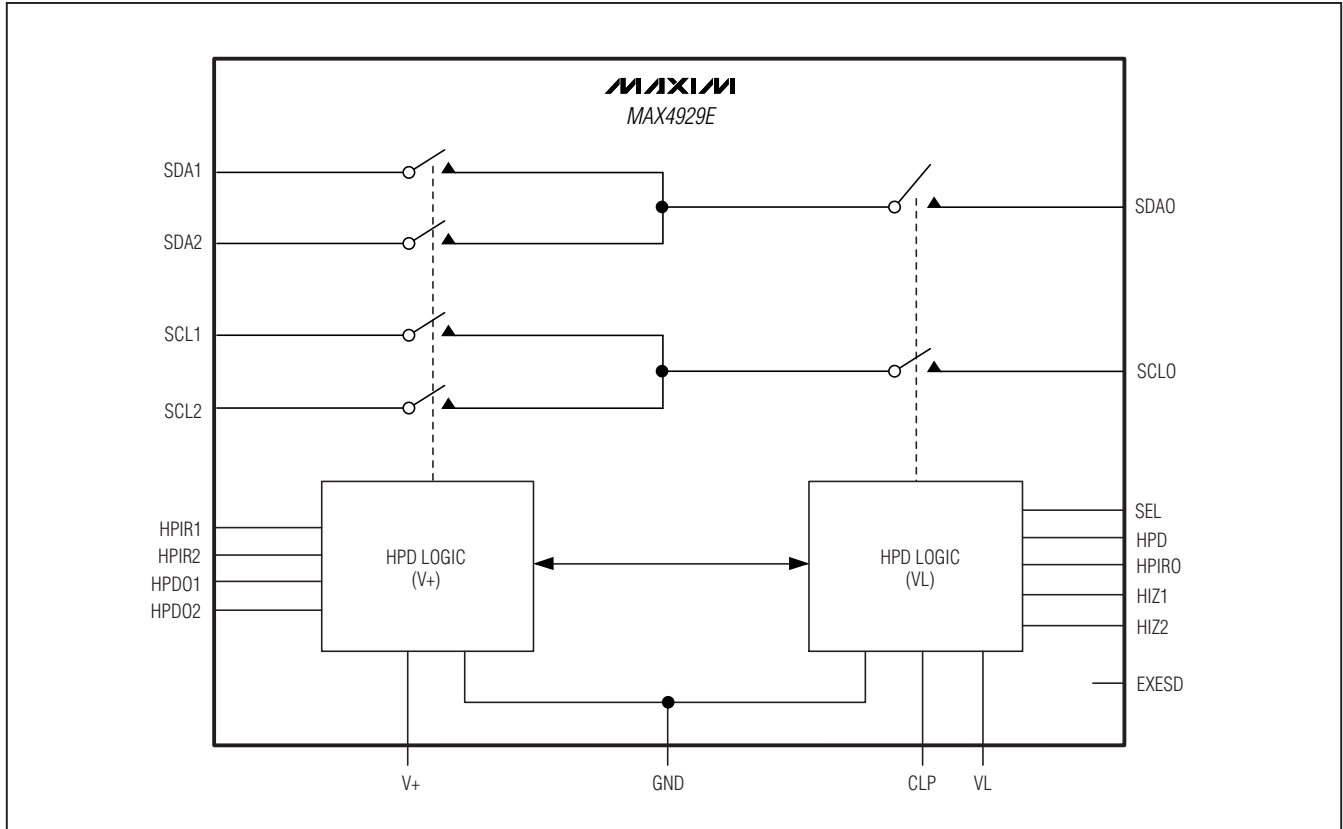 MAXIM
MAX4929E
SDA1
SDA2
SCL1
SCL2
SDA0
SCL0
HPIR1
HPIR2
HPDO1
HPDO2
HPD LOGIC
(V+)
HPD LOGIC
(VL)
SEL
HPD
HPIR0
HIZ1
HIZ2
EXESD
V+
GND
CLP
VL